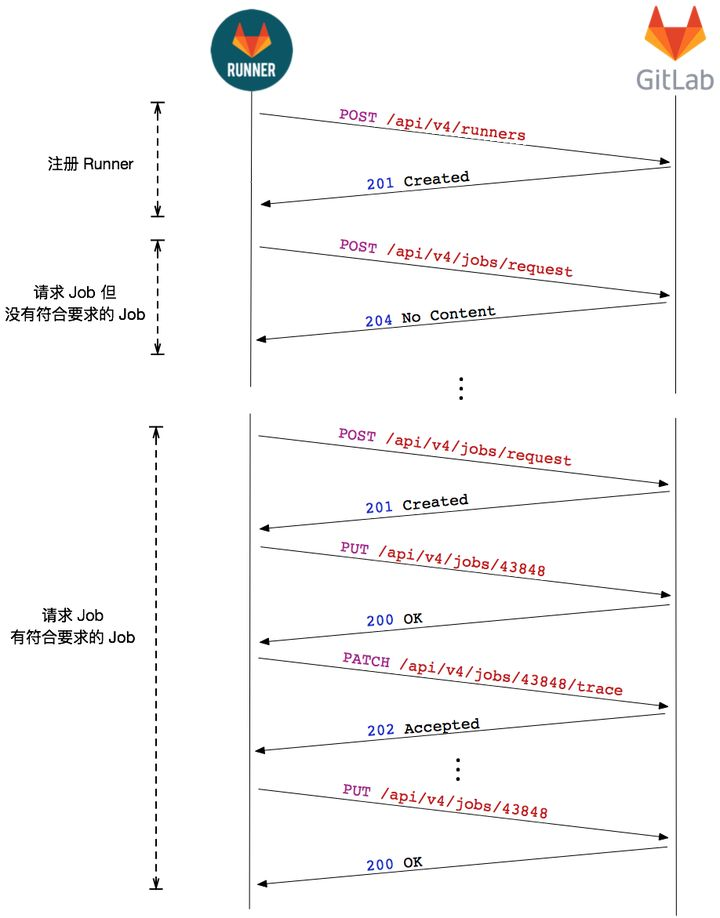 RUNNER
GitLab
注册 Runner
POST /api/v4/runners
201 Created
请求 Job 但
没有符合要求的 Job
POST /api/v4/jobs/request
204 No Content
请求 Job
有符合要求的 Job
POST /api/v4/jobs/request
201 Created
PUT /api/v4/jobs/43848
200 OK
PATCH /api/v4/jobs/43848/trace
202 Accepted
PUT /api/v4/jobs/43848
200 OK